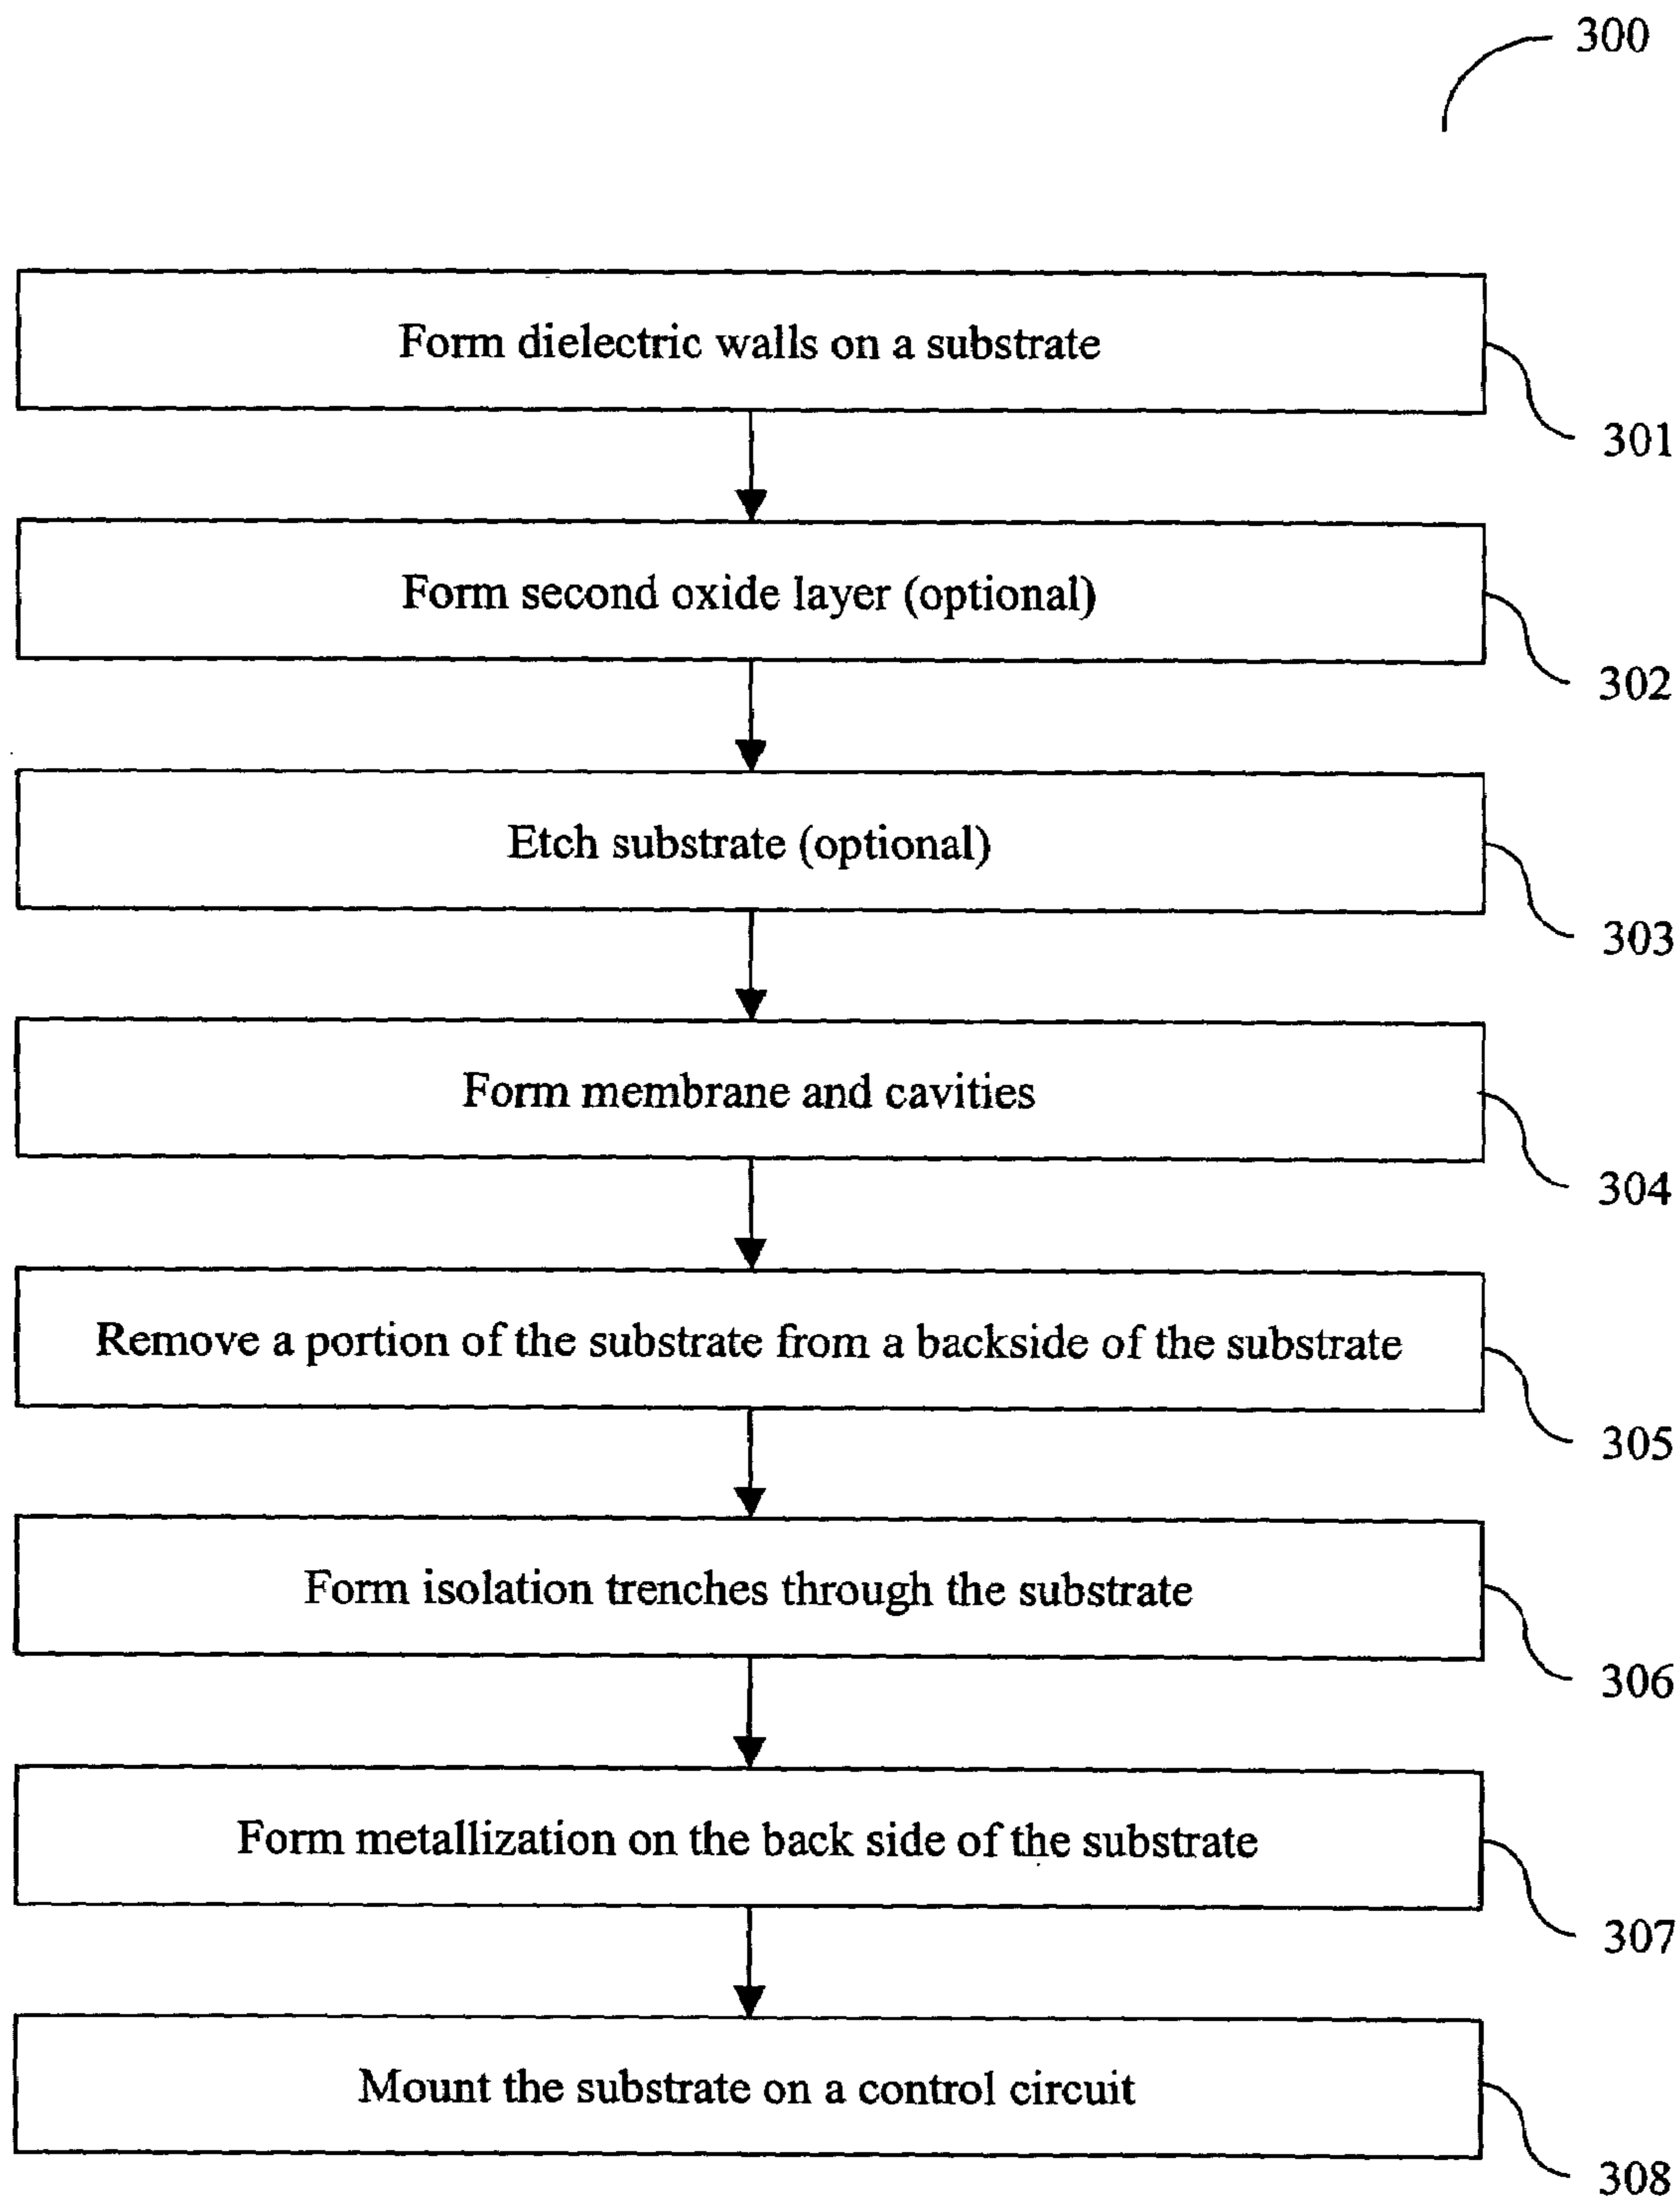 300
Form dielectric walls on a substrate
301
Form second oxide layer (optional)
302
Etch substrate (optional)
303
Form membrane and cavities
304
Remove a portion of the substrate from a backside of the substrate
305
Form isolation trenches through the substrate
306
Form metallization on the back side of the substrate
307
Mount the substrate on a control circuit
308